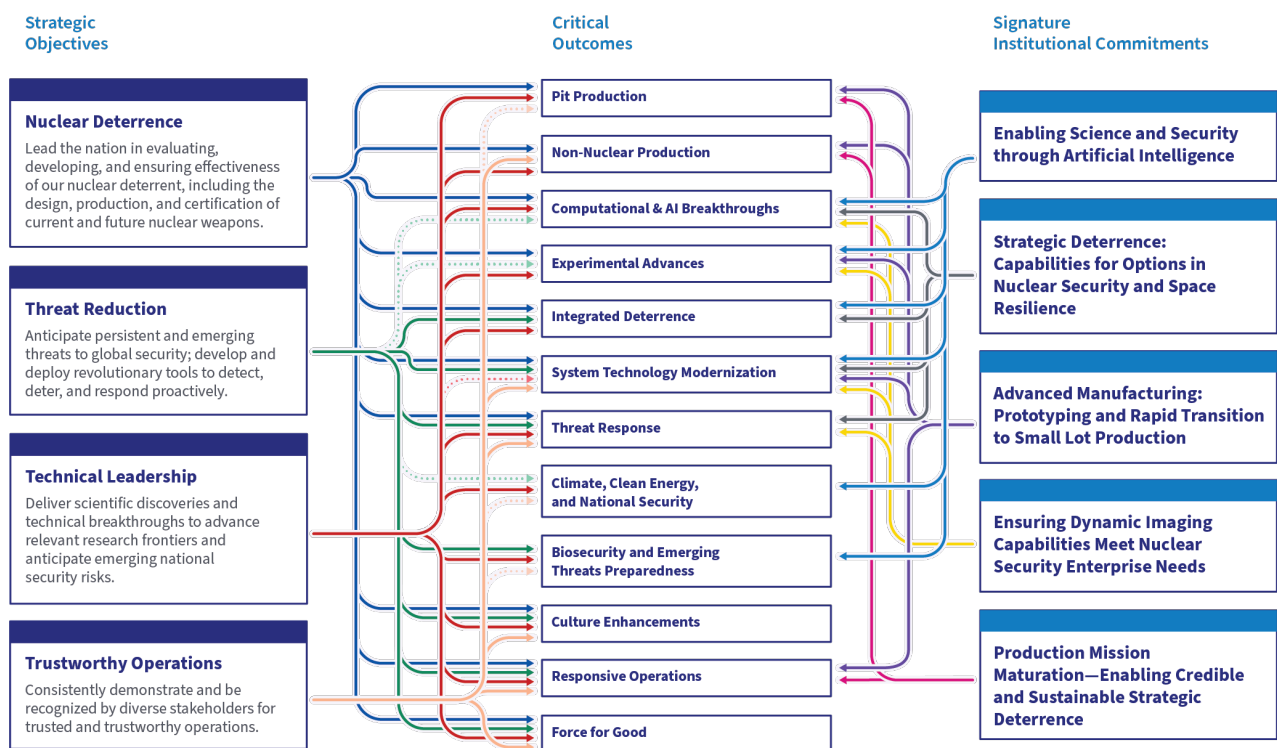 Strategic
Objectives
Nuclear Deterrence
Lead the nation in evaluating,
developing, and ensuring effectiveness
of our nuclear deterrent, including the
design, production, and certification of
current and future nuclear weapons.
Threat Reduction
Anticipate persistent and emerging
threats to global security; develop and
deploy revolutionary tools to detect,
deter, and respond proactively.
Technical Leadership
Deliver scientific discoveries and
technical breakthroughs to advance
relevant research frontiers and
anticipate emerging national
security risks.
Trustworthy Operations
Consistently demonstrate and be
recognized by diverse stakeholders for
trusted and trustworthy operations.
Critical
Outcomes
Pit Production
Non-Nuclear Production
Computational & AI Breakthroughs
Experimental Advances
Integrated Deterrence
System Technology Modernization
Threat Response
Climate, Clean Energy,
and National Security
Biosecurity and Emerging
Threats Preparedness
Culture Enhancements
Responsive Operations
Force for Good
Signature
Institutional Commitments
Enabling Science and Security
through Artificial Intelligence
Strategic Deterrence:
Capabilities for Options in
Nuclear Security and Space
Resilience
Advanced Manufacturing:
Prototyping and Rapid Transition
to Small Lot Production
Ensuring Dynamic Imaging
Capabilities Meet Nuclear
Security Enterprise Needs
Production Mission
Maturation—Enabling Credible
and Sustainable Strategic
Deterrence